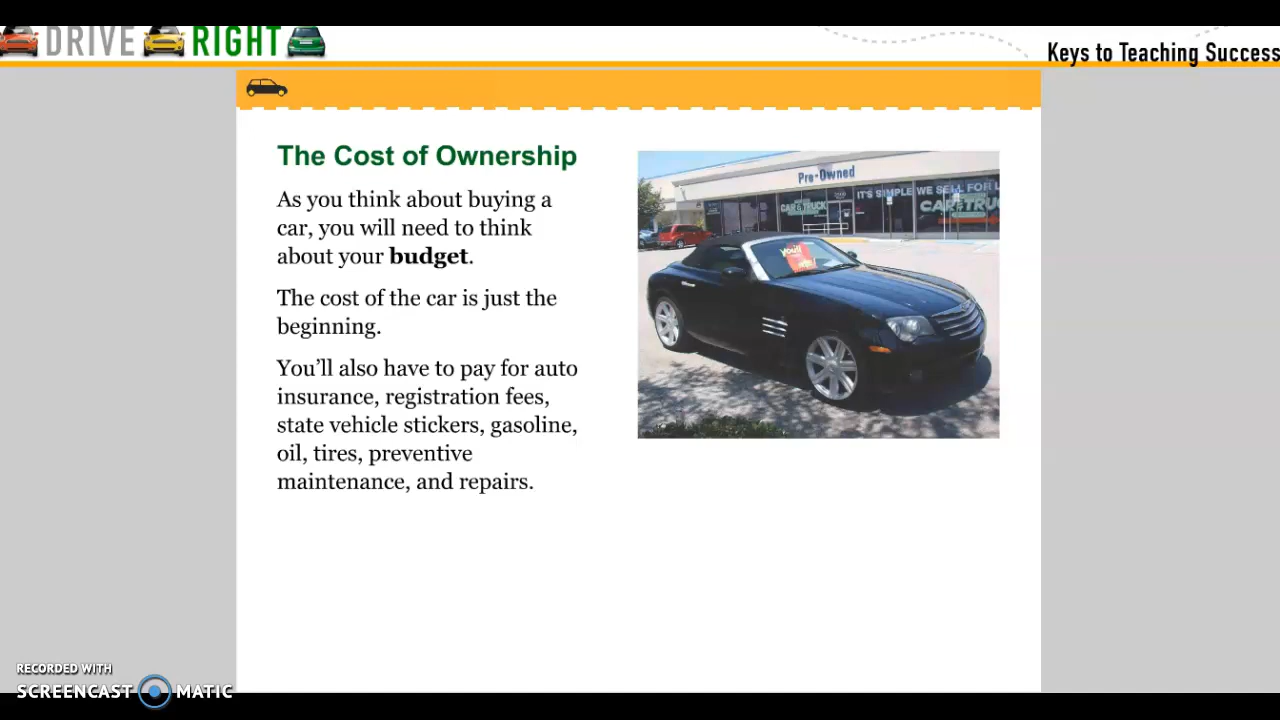 DRIVE RIGHT
Keys to Teaching Success
The Cost of Ownership
As you think about buying a
car, you will need to think
about your budget.
The cost of the car is just the
beginning.
You'll also have to pay for auto
insurance, registration fees,
state vehicle stickers, gasoline,
oil, tires, preventive
maintenance, and repairs.
Pre-Owned
IT'S SIMPLE WE SELL FOR L
CAR & TRUCK
RECORDED WITH
SCREENCAST MATIC